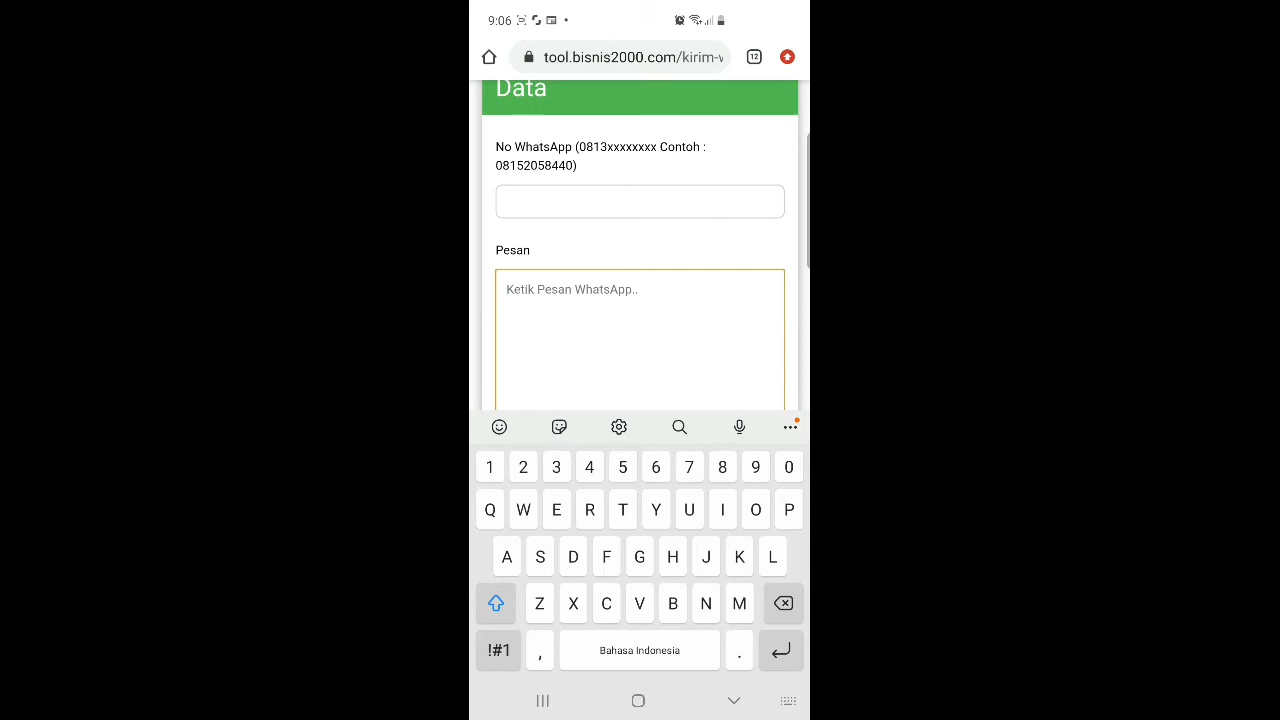 9:06
tool.bisnis2000.com/kirim-v
12
Data
No WhatsApp (0813xxxxxxxx Contoh :
08152058440)
Pesan
Ketik Pesan WhatsApp..
1 2 3 4 5 6 7 8 9 0
Q W E R T Y U I O P
A S D F G H J K L
Z X C V B N M
!#1 , Bahasa Indonesia .